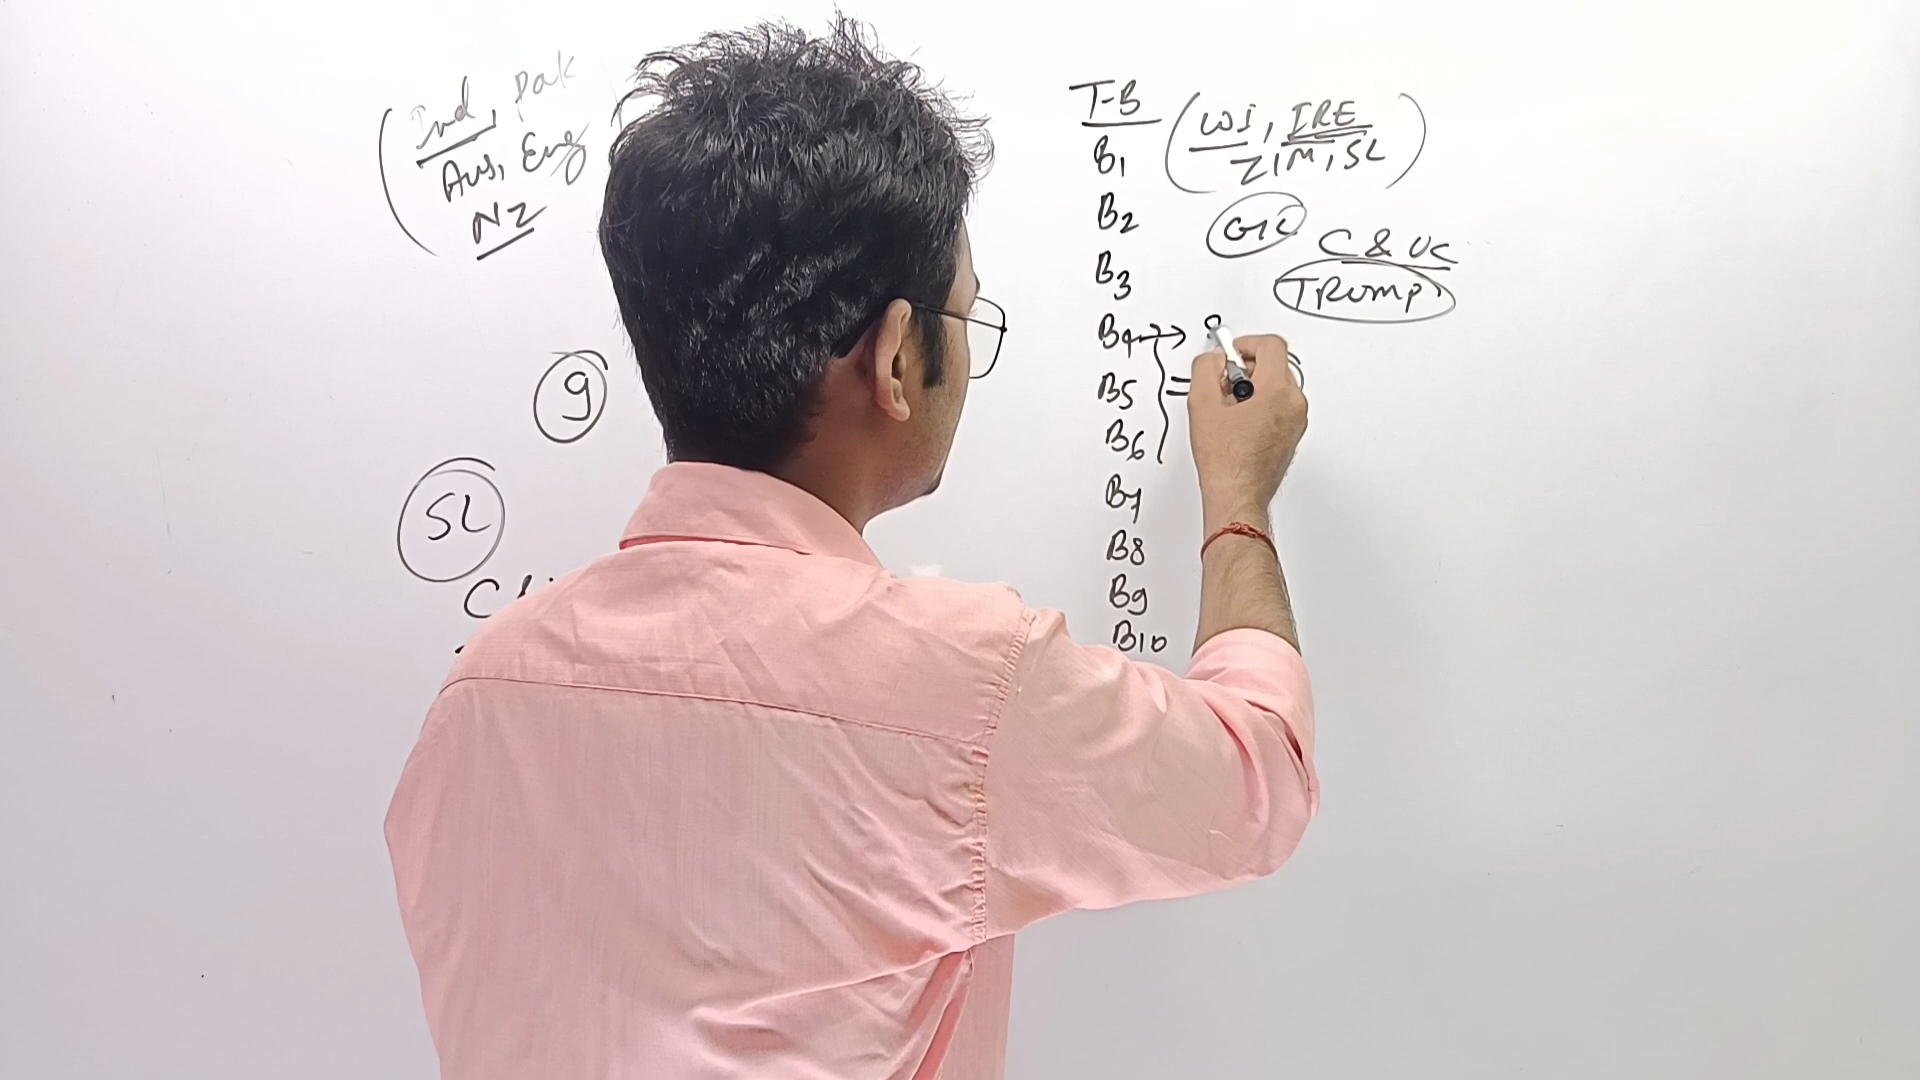 (Ind, Pak
Aus, Eng
NZ
9
SL
C &
T-B
(WI, IRE
ZIM, SL)
B1
B2
GK
C & UC
TRUMP
B3
B4 →
B5 =
B6
B7
B8
B9
B10